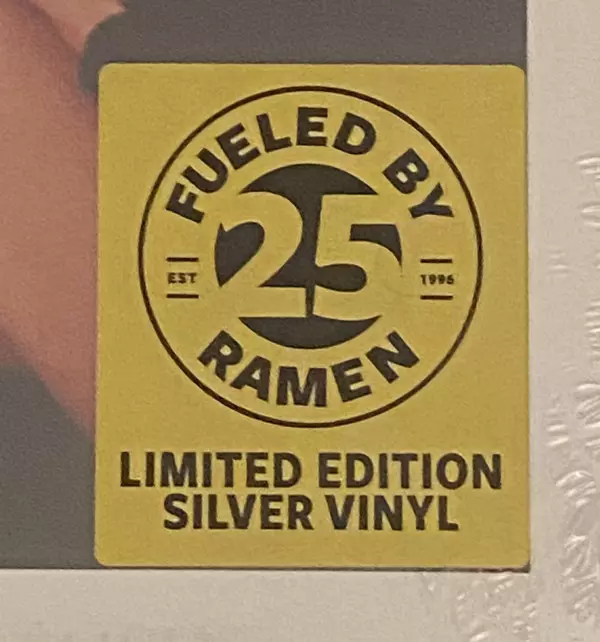 FUELED BY
25
EST
1996
RAMEN
LIMITED EDITION
SILVER VINYL